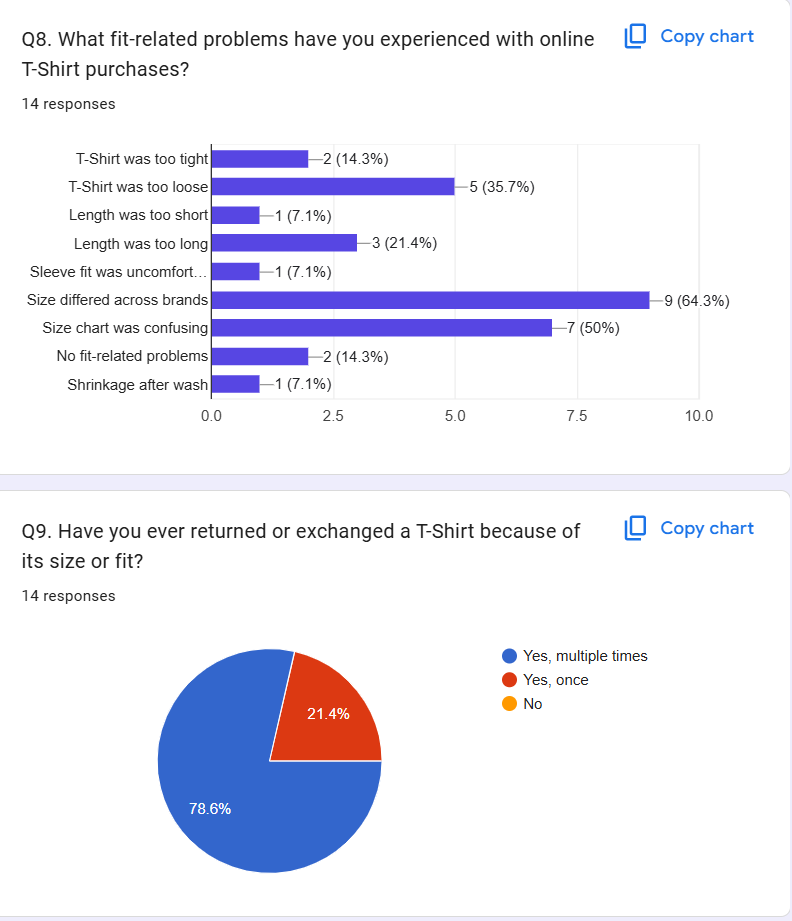 Q8. What fit-related problems have you experienced with online
T-Shirt purchases?
Copy chart
14 responses
T-Shirt was too tight 2 (14.3%)
T-Shirt was too loose 5 (35.7%)
Length was too short 1 (7.1%)
Length was too long 3 (21.4%)
Sleeve fit was uncomfort... 1 (7.1%)
Size differed across brands 9 (64.3%)
Size chart was confusing 7 (50%)
No fit-related problems 2 (14.3%)
Shrinkage after wash 1 (7.1%)
0.0 2.5 5.0 7.5 10.0
Q9. Have you ever returned or exchanged a T-Shirt because of
its size or fit?
Copy chart
14 responses
Yes, multiple times
Yes, once
No
21.4%
78.6%